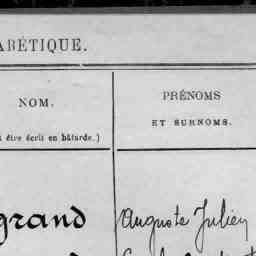 ABÉTIQUE.
NOM.
PRÉNOMS
ET SURNOMS.
être écrit en bâtarde.)
grand
Auguste Julien